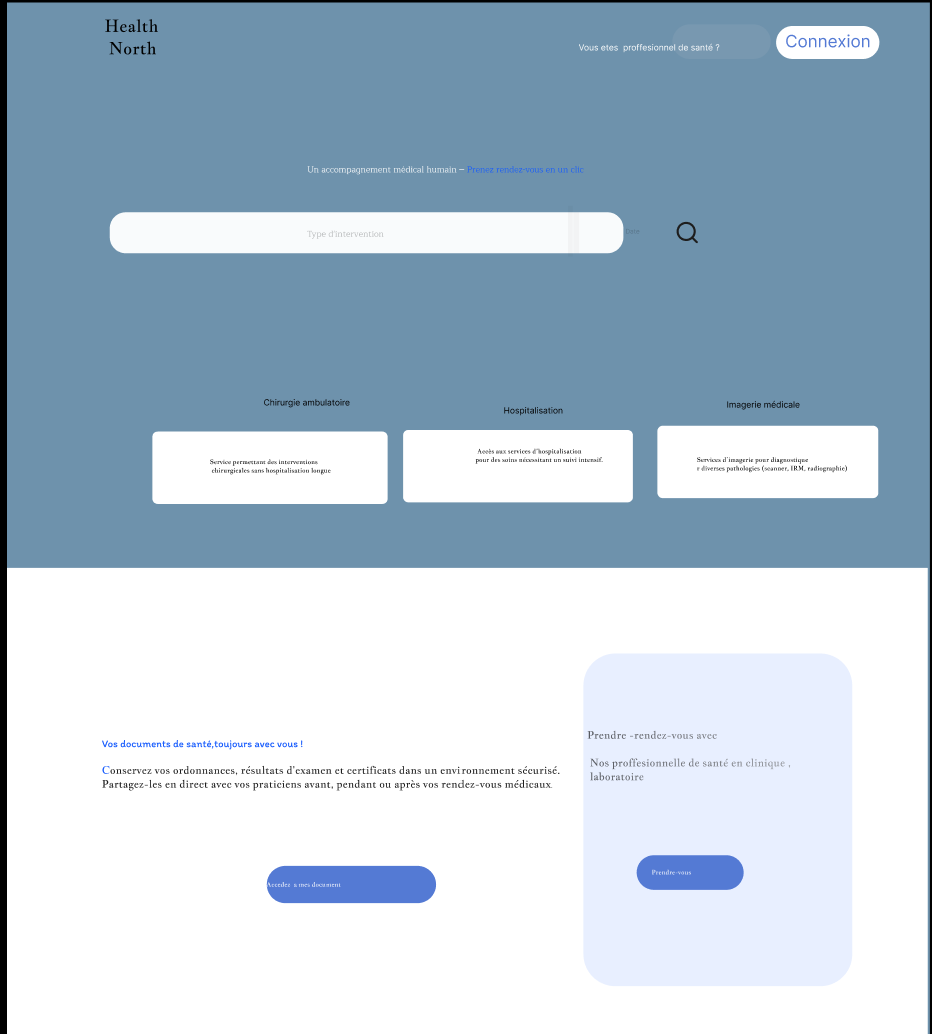 Health
North
Vous etes proffesionnel de santé ?
Connexion
Un accompagnement médical humain – Prenez rendez-vous en un clic
Type d'intervention
Chirurgie ambulatoire
Hospitalisation
Imagerie médicale
Service permettant des interventions
chirurgicales sans hospitalisation longue
Accès aux services d'hospitalisation
pour des soins nécessitant un suivi intensif.
Services d'imagerie pour diagnostique
r diverses pathologies (scanner, IRM, radiographie)
Vos documents de santé,toujours avec vous !
Conservez vos ordonnances, résultats d'examen et certificats dans un environnement sécurisé.
Partagez-les en direct avec vos praticiens avant, pendant ou après vos rendez-vous médicaux
Accedez a mes document
Prendre -rendez-vous avec
Nos proffesionnelle de santé en clinique ,
laboratoire
Prendre-vous